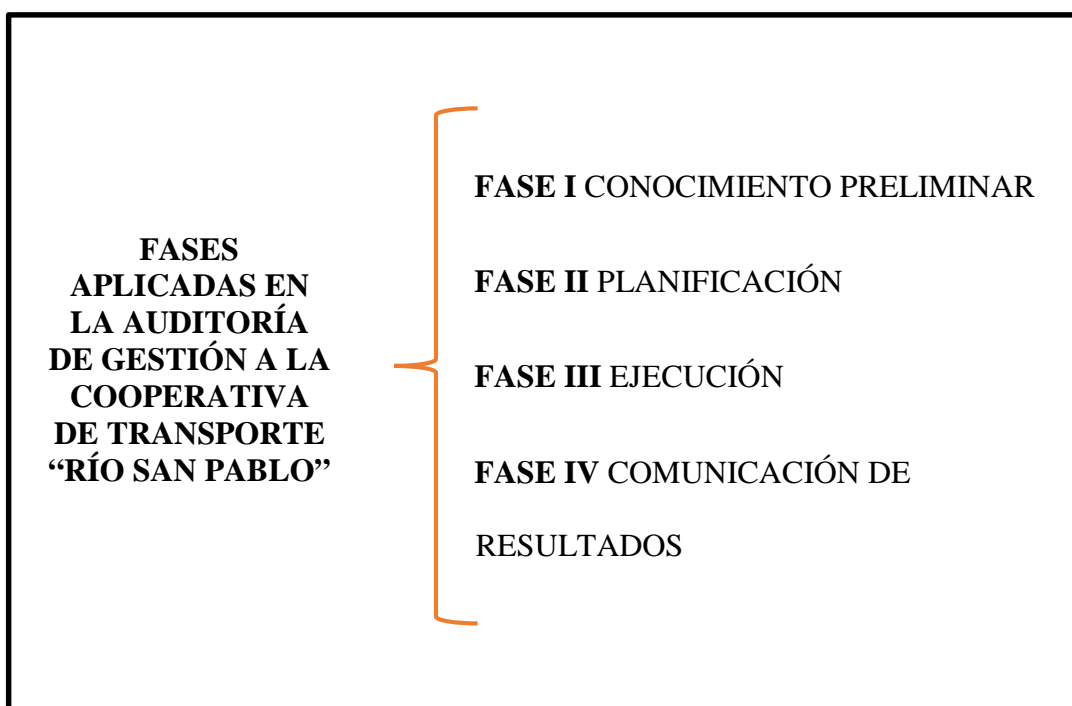 FASES
APLICADAS EN
LA AUDITORÍA
DE GESTIÓN A LA
COOPERATIVA
DE TRANSPORTE
“RÍO SAN PABLO”
FASE I CONOCIMIENTO PRELIMINAR
FASE II PLANIFICACIÓN
FASE III EJECUCIÓN
FASE IV COMUNICACIÓN DE
RESULTADOS